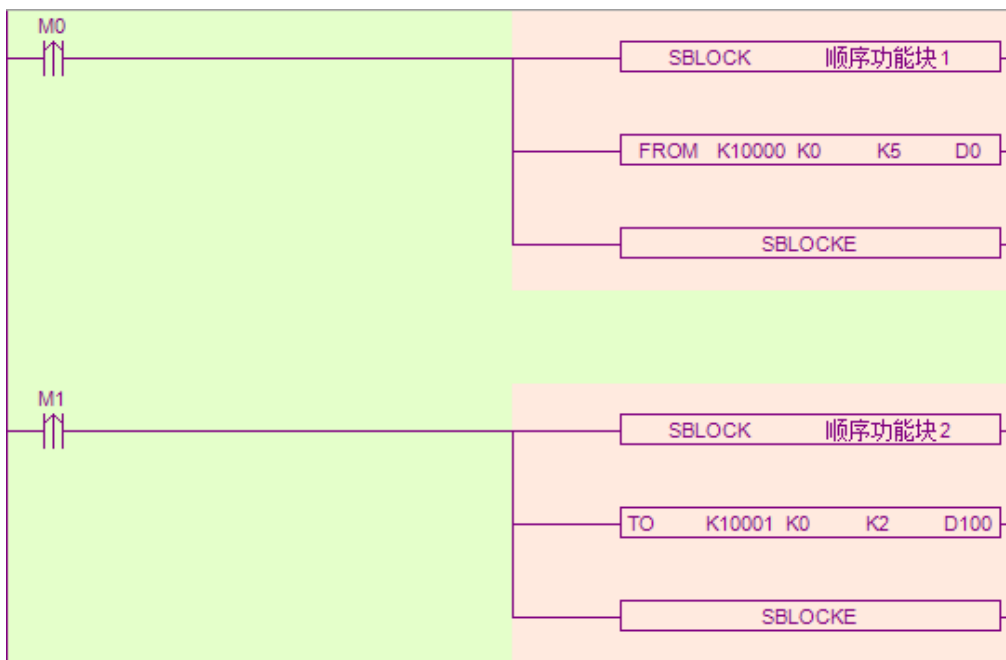 M0
SBLOCK 顺序功能块1
FROM K10000 K0 K5 D0
SBLOCKE
M1
SBLOCK 顺序功能块2
TO K10001 K0 K2 D100
SBLOCKE